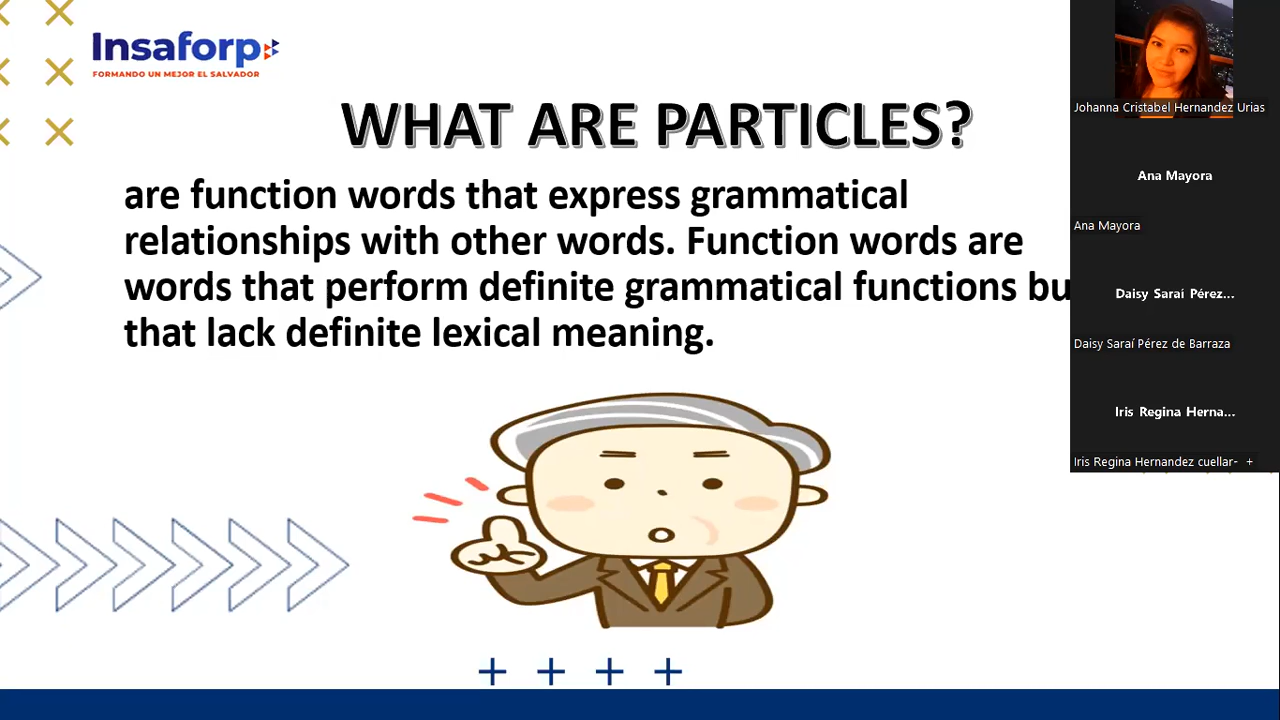 Insaforp
FORMANDO UN MEJOR EL SALVADOR
WHAT ARE PARTICLES?
are function words that express grammatical
relationships with other words. Function words are
words that perform definite grammatical functions bu
that lack definite lexical meaning.
Johanna Cristabel Hernandez Urias
Ana Mayora
Ana Mayora
Daisy Saraí Pérez...
Daisy Saraí Pérez de Barraza
Iris Regina Herna...
Iris Regina Hernandez cuellar- +